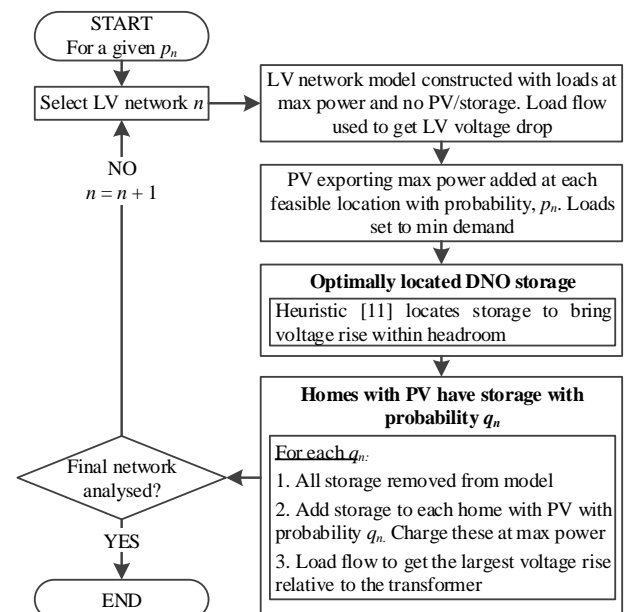 START
For a given pn
Select LV network n
LV network model constructed with loads at
max power and no PV/storage. Load flow
used to get LV voltage drop
PV exporting max power added at each
feasible location with probability, pn. Loads
set to min demand
Optimally located DNO storage
Heuristic [11] locates storage to bring
voltage rise within headroom
Homes with PV have storage with
probability qn
For each qn:
1. All storage removed from model
2. Add storage to each home with PV with
probability qn. Charge these at max power
3. Load flow to get the largest voltage rise
relative to the transformer
Final network
analysed?
NO
n = n + 1
YES
END